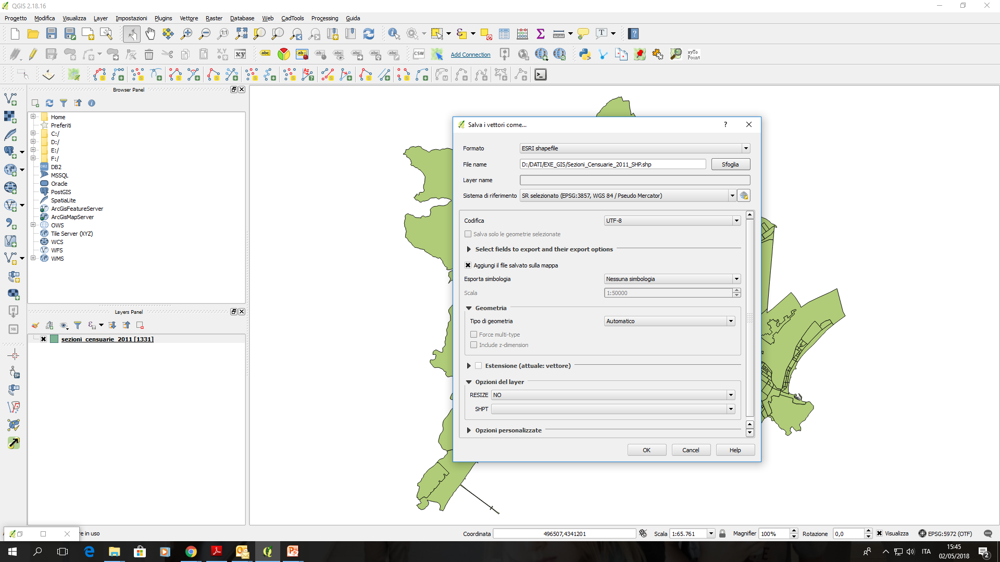 QGIS 2.18.16
Progetto Modifica Visualizza Layer Impostazioni Plugins Vettore Raster Database Web CadTools Processing Guida
CSW Add Connection xyTo Point
Browser Panel
Home
Preferiti
C:/
D:/
E:/
F:/
DB2
MSSQL
Oracle
PostGIS
SpatiaLite
ArcGisFeatureServer
ArcGisMapServer
OWS
Tile Server (XYZ)
WCS
WFS
WMS
Layers Panel
sezioni_censuarie_2011 [1331]
Salva i vettori come...
Formato ESRI shapefile
File name D:/DATI/EXE_GIS/Sezioni_Censuarie_2011_SHP.shp Sfoglia
Layer name
Sistema di riferimento SR selezionato (EPSG:3857, WGS 84 / Pseudo Mercator)
Codifica UTF-8
Salva solo le geometrie selezionate
Select fields to export and their export options
Aggiungi il file salvato sulla mappa
Esporta simbologia Nessuna simbologia
Scala 1:50000
Geometria
Tipo di geometria Automatico
Force multi-type
Include z-dimension
Estensione (attuale: vettore)
Opzioni del layer
RESIZE NO
SHPT
Opzioni personalizzate
OK Cancel Help
re in uso Coordinata 496507,4341201 Scala 1:65.761 Magnifier 100% Rotazione 0,0 Visualizza EPSG:5972 (OTF)
ITA 15:45
02/05/2018 2